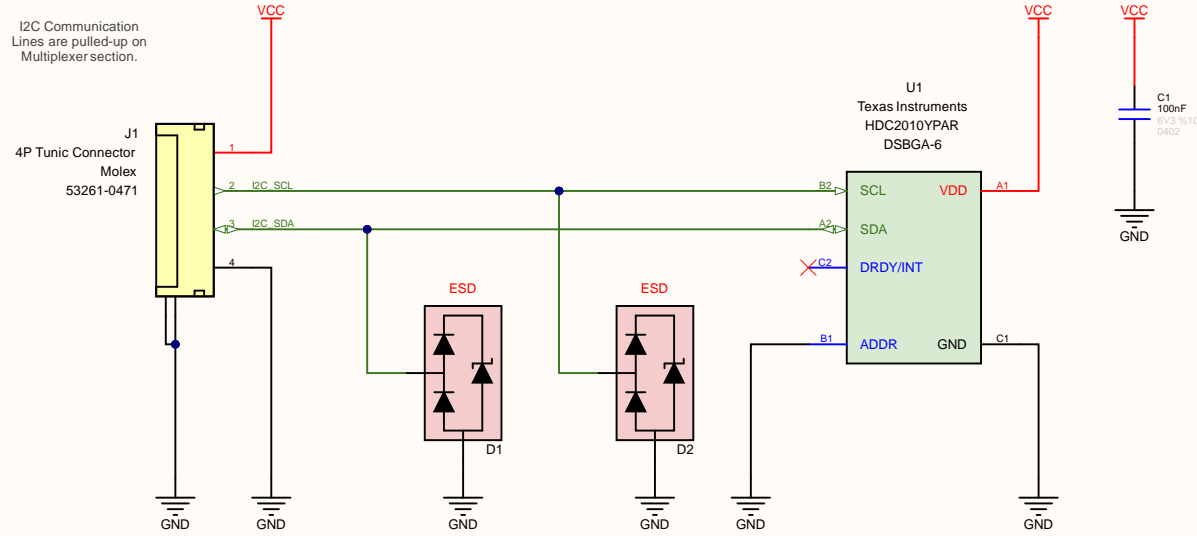 VCC
I2C Communication
Lines are pulled-up on
Multiplexer section.
J1
4P Tunic Connector
Molex
53261-0471
1
2 I2C_SCL
3 I2C_SDA
4
GND
GND
ESD
D1
GND
ESD
D2
GND
U1
Texas Instruments
HDC2010YPAR
DSBGA-6
VCC
B2 SCL VDD A1
A2 SDA
C2 DRDY/INT
B1 ADDR GND C1
GND
GND
VCC
C1
100nF
6V3 %10
0402
GND